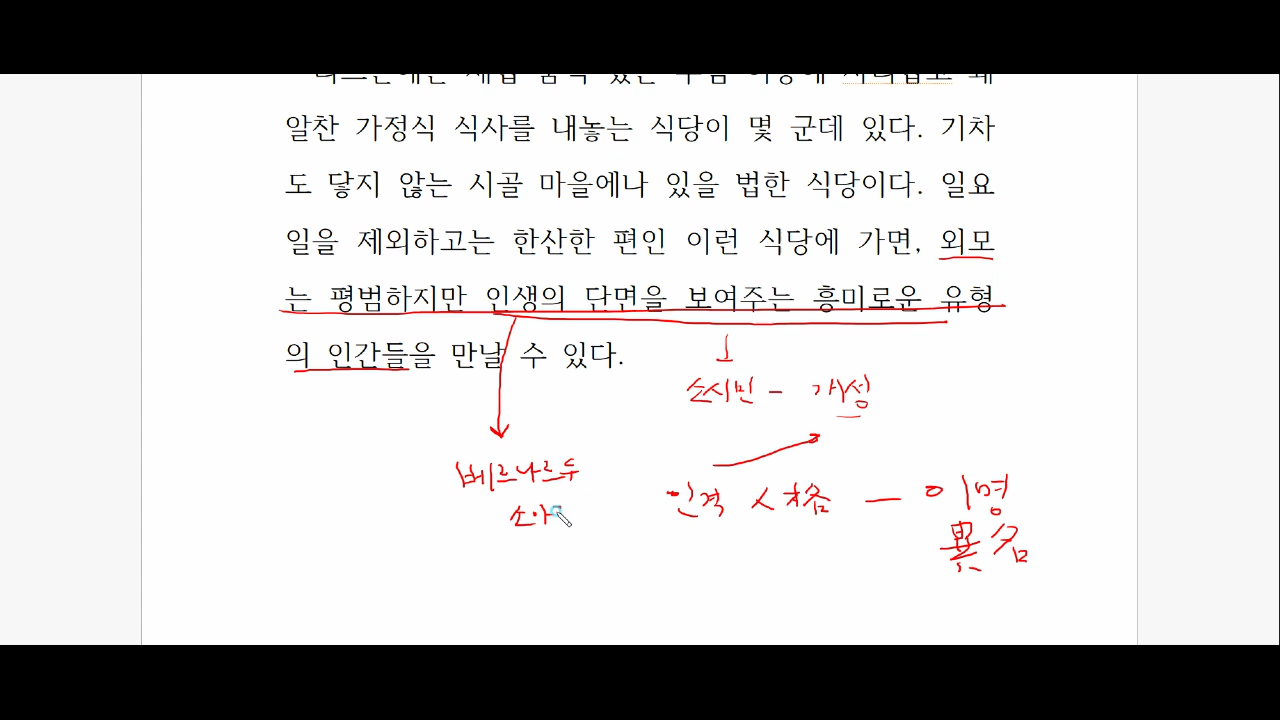 알찬 가정식 식사를 내놓는 식당이 몇 군데 있다. 기차
도 닿지 않는 시골 마을에나 있을 법한 식당이다. 일요
일을 제외하고는 한산한 편인 이런 식당에 가면, 외모
는 평범하지만 인생의 단면을 보여주는 흥미로운 유형
의 인간들을 만날 수 있다.
소시민 - 개성
베르나르두
소아
인격 人格 — 이명
異名